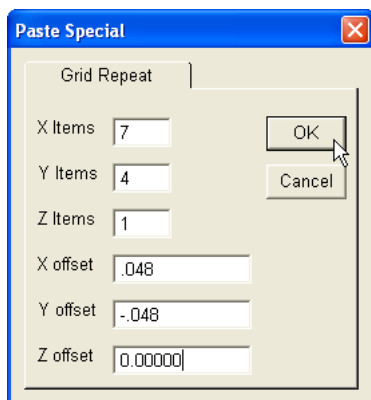 Paste Special
Grid Repeat
X Items 7 OK
Y Items 4 Cancel
Z Items 1
X offset .048
Y offset -.048
Z offset 0.00000